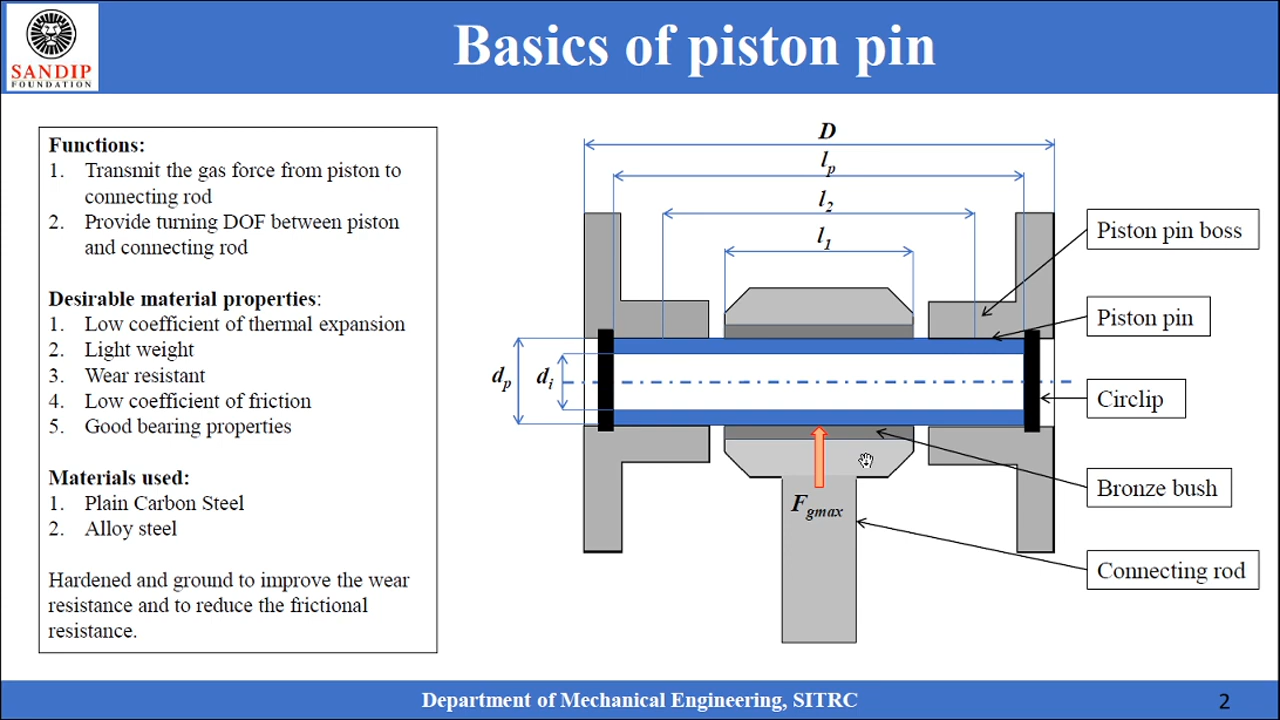 SANDIP
FOUNDATION
Basics of piston pin
Functions:
1. Transmit the gas force from piston to
connecting rod
2. Provide turning DOF between piston
and connecting rod
Desirable material properties:
1. Low coefficient of thermal expansion
2. Light weight
3. Wear resistant
4. Low coefficient of friction
5. Good bearing properties
Materials used:
1. Plain Carbon Steel
2. Alloy steel
Hardened and ground to improve the wear
resistance and to reduce the frictional
resistance.
D
lp
l2
l1
dp
di
Fgmax
Piston pin boss
Piston pin
Circlip
Bronze bush
Connecting rod
Department of Mechanical Engineering, SITRC
2